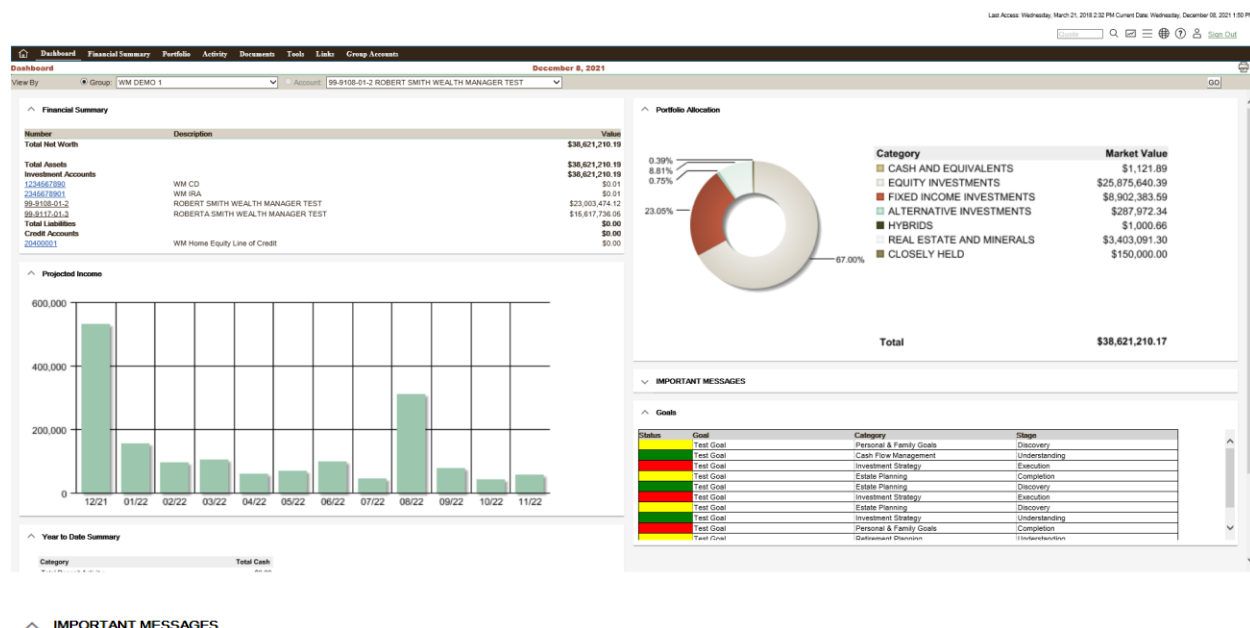 Last Access: Wednesday, March 21, 2018 2:32 PM Current Date: Wednesday, December 08, 2021 1:50 PM
Quote Sign Out
Dashboard Financial Summary Portfolio Activity Documents Tools Links Group Accounts
Dashboard December 8, 2021
View By Group: WM DEMO 1 Account: 99-9108-01-2 ROBERT SMITH WEALTH MANAGER TEST GO
Financial Summary
Number Description Value
Total Net Worth $38,621,210.19
Total Assets $38,621,210.19
Investment Accounts $38,621,210.19
1234567890 WM CD $0.01
2345678901 WM IRA $0.01
99-9108-01-2 ROBERT SMITH WEALTH MANAGER TEST $23,003,474.12
99-9117-01-3 ROBERTA SMITH WEALTH MANAGER TEST $15,617,736.05
Total Liabilities $0.00
Credit Accounts $0.00
20400001 WM Home Equity Line of Credit $0.00
Projected Income
600,000
400,000
200,000
0
12/21 01/22 02/22 03/22 04/22 05/22 06/22 07/22 08/22 09/22 10/22 11/22
Year to Date Summary
Category Total Cash
Portfolio Allocation
0.39%
8.81%
0.75%
23.05%
67.00%
Category Market Value
CASH AND EQUIVALENTS $1,121.89
EQUITY INVESTMENTS $25,875,640.39
FIXED INCOME INVESTMENTS $8,902,383.59
ALTERNATIVE INVESTMENTS $287,972.34
HYBRIDS $1,000.66
REAL ESTATE AND MINERALS $3,403,091.30
CLOSELY HELD $150,000.00
Total $38,621,210.17
IMPORTANT MESSAGES
Goals
Status Goal Category Stage
Test Goal Personal & Family Goals Discovery
Test Goal Cash Flow Management Understanding
Test Goal Investment Strategy Execution
Test Goal Estate Planning Completion
Test Goal Estate Planning Discovery
Test Goal Investment Strategy Execution
Test Goal Estate Planning Discovery
Test Goal Investment Strategy Understanding
Test Goal Personal & Family Goals Completion
Test Goal Retirement Planning Understanding
IMPORTANT MESSAGES